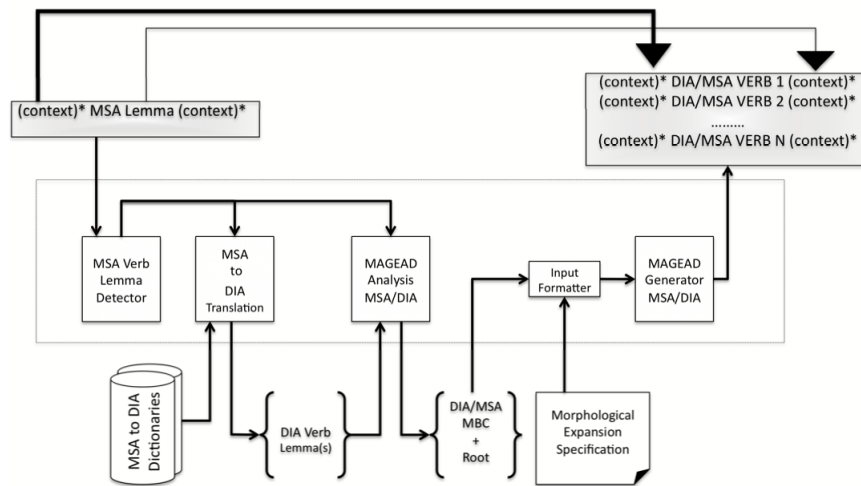 (context)* DIA/MSA VERB 1 (context)*
(context)* DIA/MSA VERB 2 (context)*
.........
(context)* DIA/MSA VERB N (context)*
(context)* MSA Lemma (context)*
MSA Verb
Lemma
Detector
MSA
to
DIA
Translation
MAGEAD
Analysis
MSA/DIA
Input
Formatter
MAGEAD
Generator
MSA/DIA
MSA to DIA
Dictionaries
DIA Verb
Lemma(s)
DIA/MSA
MBC
+
Root
Morphological
Expansion
Specification